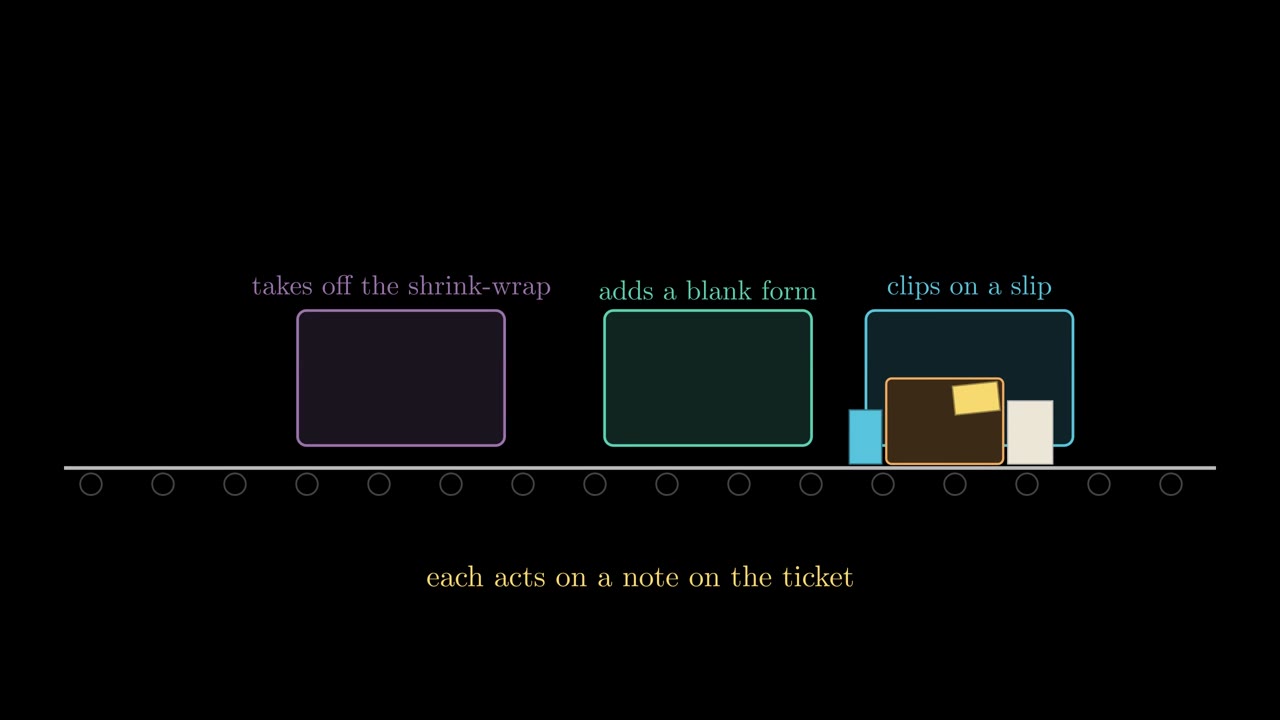 takes off the shrink-wrap
adds a blank form
clips on a slip
each acts on a note on the ticket